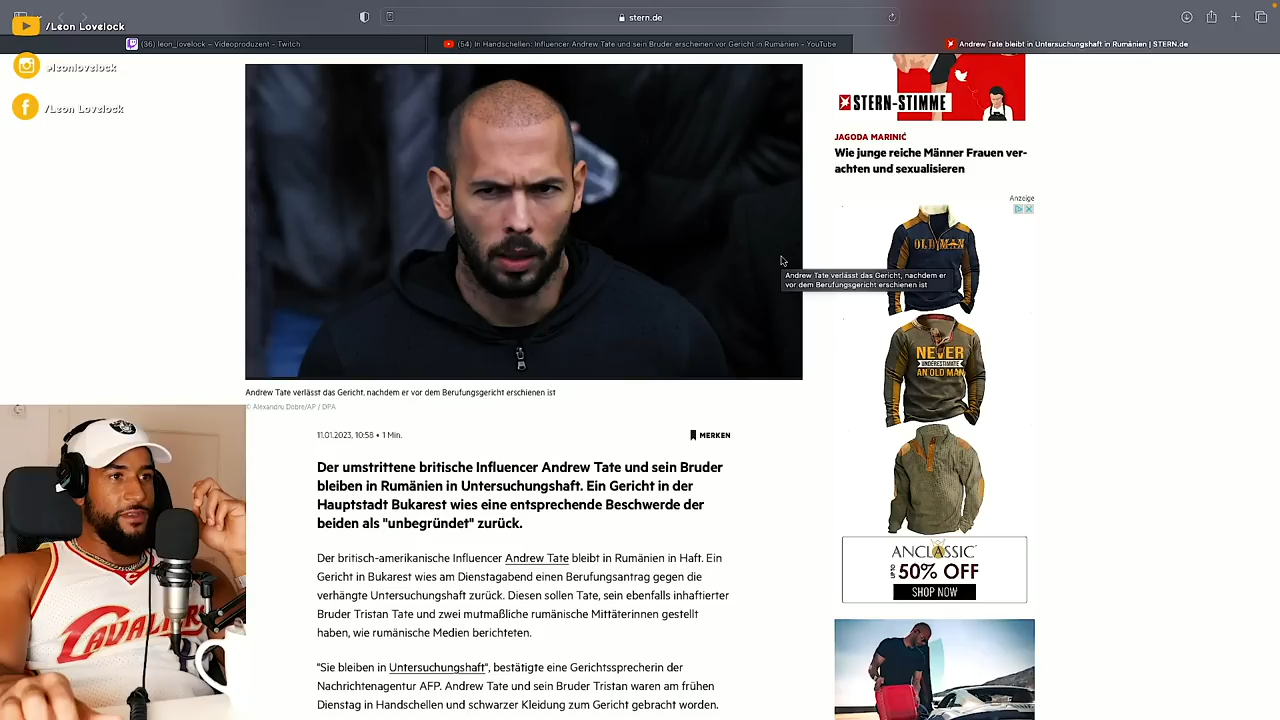 /Leon Lovelock
stern.de
(36) leon_lovelock – Videoproduzent - Twitch
(54) In Handschellen: Influencer Andrew Tate und sein Bruder erscheinen vor Gericht in Rumänien - YouTube
Andrew Tate bleibt in Untersuchungshaft in Rumänien | STERN.de
/Leon Lovelock
STERN-STIMME
JAGODA MARINIĆ
Wie junge reiche Männer Frauen ver-
achten und sexualisieren
Anzeige
OLD MAN
NEVER
UNDERESTIMATE
AN OLD MAN
ANCLASSIC
UP TO 50% OFF
SHOP NOW
Andrew Tate verlässt das Gericht, nachdem er
vor dem Berufungsgericht erschienen ist
Andrew Tate verlässt das Gericht, nachdem er vor dem Berufungsgericht erschienen ist
© Alexandru Dobre/AP / DPA
11.01.2023, 10:58 • 1 Min.
MERKEN
Der umstrittene britische Influencer Andrew Tate und sein Bruder
bleiben in Rumänien in Untersuchungshaft. Ein Gericht in der
Hauptstadt Bukarest wies eine entsprechende Beschwerde der
beiden als "unbegründet" zurück.
Der britisch-amerikanische Influencer Andrew Tate bleibt in Rumänien in Haft. Ein
Gericht in Bukarest wies am Dienstagabend einen Berufungsantrag gegen die
verhängte Untersuchungshaft zurück. Diesen sollen Tate, sein ebenfalls inhaftierter
Bruder Tristan Tate und zwei mutmaßliche rumänische Mittäterinnen gestellt
haben, wie rumänische Medien berichteten.
"Sie bleiben in Untersuchungshaft", bestätigte eine Gerichtssprecherin der
Nachrichtenagentur AFP. Andrew Tate und sein Bruder Tristan waren am frühen
Dienstag in Handschellen und schwarzer Kleidung zum Gericht gebracht worden.
CAVALIERS